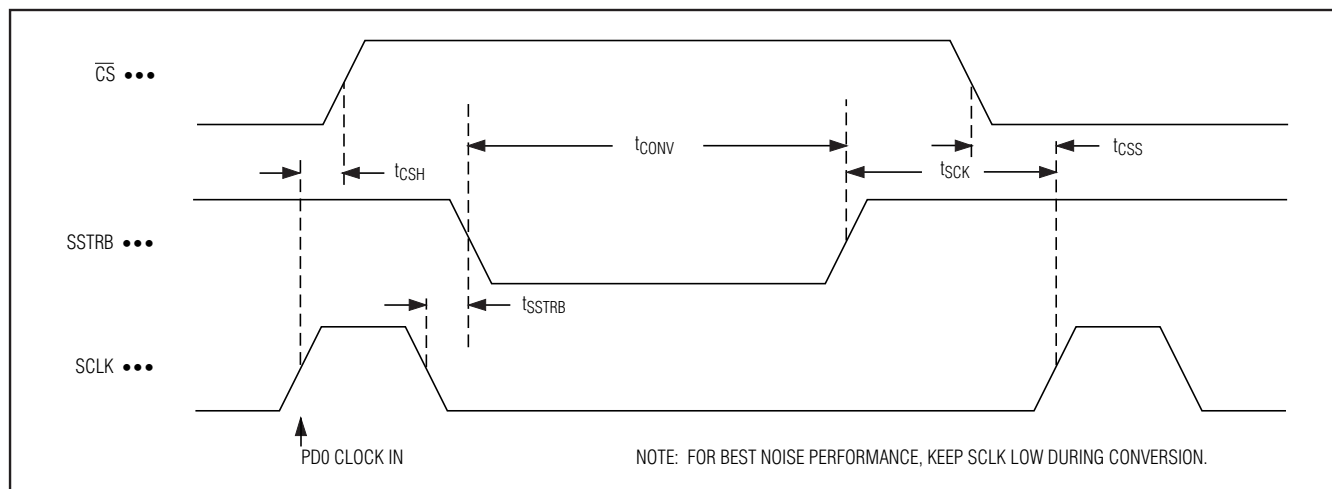 C̅S̅ •••
tCONV
tCSS
tCSH
tSCK
SSTRB •••
tSSTRB
SCLK •••
PD0 CLOCK IN
NOTE: FOR BEST NOISE PERFORMANCE, KEEP SCLK LOW DURING CONVERSION.